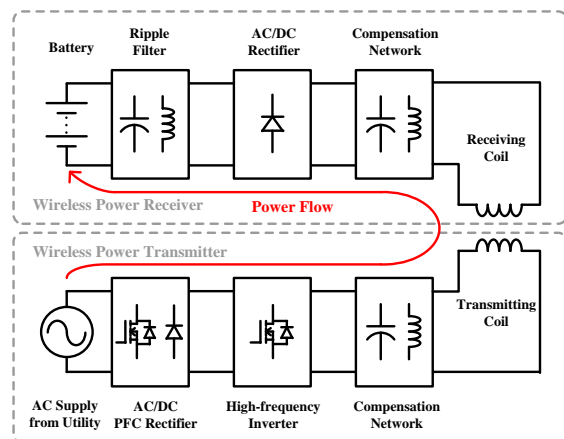 Battery
Ripple
Filter
AC/DC
Rectifier
Compensation
Network
Receiving
Coil
Wireless Power Receiver
Power Flow
Wireless Power Transmitter
Transmitting
Coil
AC Supply
from Utility
AC/DC
PFC Rectifier
High-frequency
Inverter
Compensation
Network